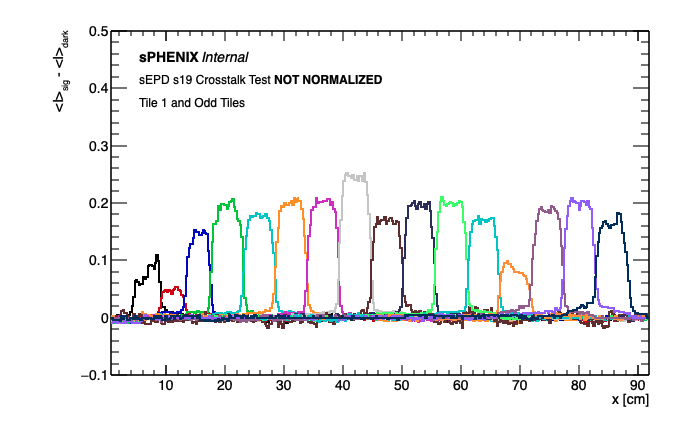 0.5
sPHENIX Internal
sEPD s19 Crosstalk Test NOT NORMALIZED
Tile 1 and Odd Tiles
<I>sig - <I>dark
0.4
0.3
0.2
0.1
0
−0.1
10 20 30 40 50 60 70 80 90
x [cm]